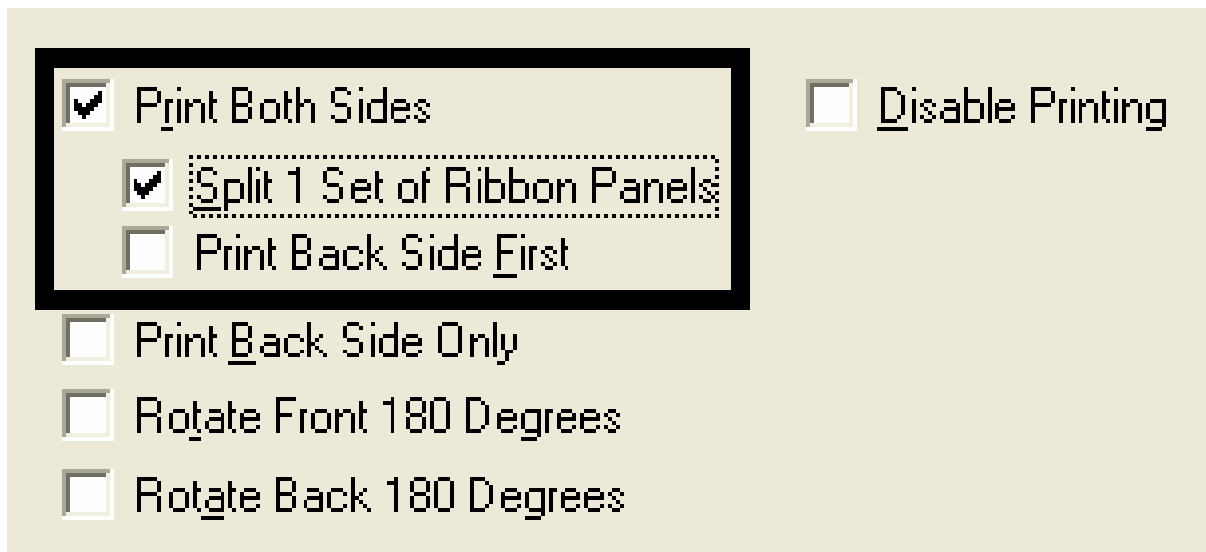 Print Both Sides
Disable Printing
Split 1 Set of Ribbon Panels
Print Back Side First
Print Back Side Only
Rotate Front 180 Degrees
Rotate Back 180 Degrees